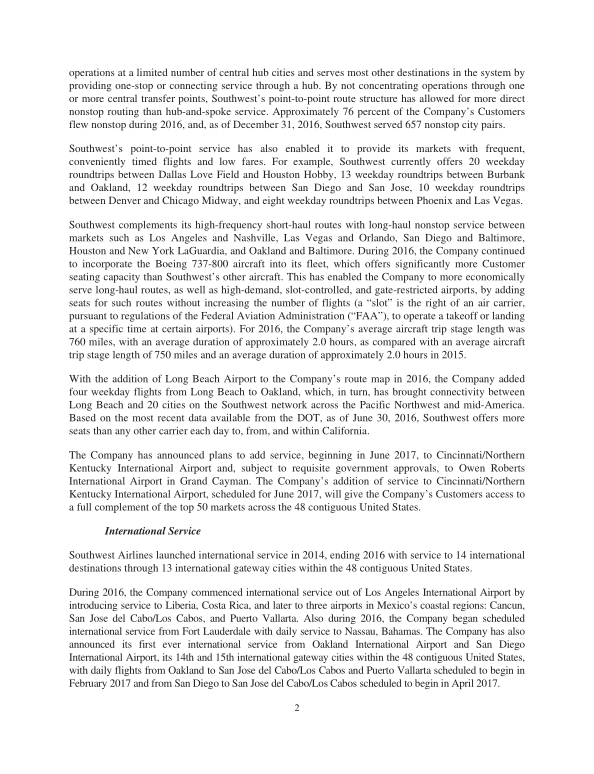 operations at a limited number of central hub cities and serves most other destinations in the system by
providing one-stop or connecting service through a hub. By not concentrating operations through one
or more central transfer points, Southwest’s point-to-point route structure has allowed for more direct
nonstop routing than hub-and-spoke service. Approximately 76 percent of the Company’s Customers
flew nonstop during 2016, and, as of December 31, 2016, Southwest served 657 nonstop city pairs.
Southwest’s point-to-point service has also enabled it to provide its markets with frequent,
conveniently timed flights and low fares. For example, Southwest currently offers 20 weekday
roundtrips between Dallas Love Field and Houston Hobby, 13 weekday roundtrips between Burbank
and Oakland, 12 weekday roundtrips between San Diego and San Jose, 10 weekday roundtrips
between Denver and Chicago Midway, and eight weekday roundtrips between Phoenix and Las Vegas.
Southwest complements its high-frequency short-haul routes with long-haul nonstop service between
markets such as Los Angeles and Nashville, Las Vegas and Orlando, San Diego and Baltimore,
Houston and New York LaGuardia, and Oakland and Baltimore. During 2016, the Company continued
to incorporate the Boeing 737-800 aircraft into its fleet, which offers significantly more Customer
seating capacity than Southwest’s other aircraft. This has enabled the Company to more economically
serve long-haul routes, as well as high-demand, slot-controlled, and gate-restricted airports, by adding
seats for such routes without increasing the number of flights (a “slot” is the right of an air carrier,
pursuant to regulations of the Federal Aviation Administration (“FAA”), to operate a takeoff or landing
at a specific time at certain airports). For 2016, the Company’s average aircraft trip stage length was
760 miles, with an average duration of approximately 2.0 hours, as compared with an average aircraft
trip stage length of 750 miles and an average duration of approximately 2.0 hours in 2015.
With the addition of Long Beach Airport to the Company’s route map in 2016, the Company added
four weekday flights from Long Beach to Oakland, which, in turn, has brought connectivity between
Long Beach and 20 cities on the Southwest network across the Pacific Northwest and mid-America.
Based on the most recent data available from the DOT, as of June 30, 2016, Southwest offers more
seats than any other carrier each day to, from, and within California.
The Company has announced plans to add service, beginning in June 2017, to Cincinnati/Northern
Kentucky International Airport and, subject to requisite government approvals, to Owen Roberts
International Airport in Grand Cayman. The Company’s addition of service to Cincinnati/Northern
Kentucky International Airport, scheduled for June 2017, will give the Company’s Customers access to
a full complement of the top 50 markets across the 48 contiguous United States.
International Service
Southwest Airlines launched international service in 2014, ending 2016 with service to 14 international
destinations through 13 international gateway cities within the 48 contiguous United States.
During 2016, the Company commenced international service out of Los Angeles International Airport by
introducing service to Liberia, Costa Rica, and later to three airports in Mexico’s coastal regions: Cancun,
San Jose del Cabo/Los Cabos, and Puerto Vallarta. Also during 2016, the Company began scheduled
international service from Fort Lauderdale with daily service to Nassau, Bahamas. The Company has also
announced its first ever international service from Oakland International Airport and San Diego
International Airport, its 14th and 15th international gateway cities within the 48 contiguous United States,
with daily flights from Oakland to San Jose del Cabo/Los Cabos and Puerto Vallarta scheduled to begin in
February 2017 and from San Diego to San Jose del Cabo/Los Cabos scheduled to begin in April 2017.
2